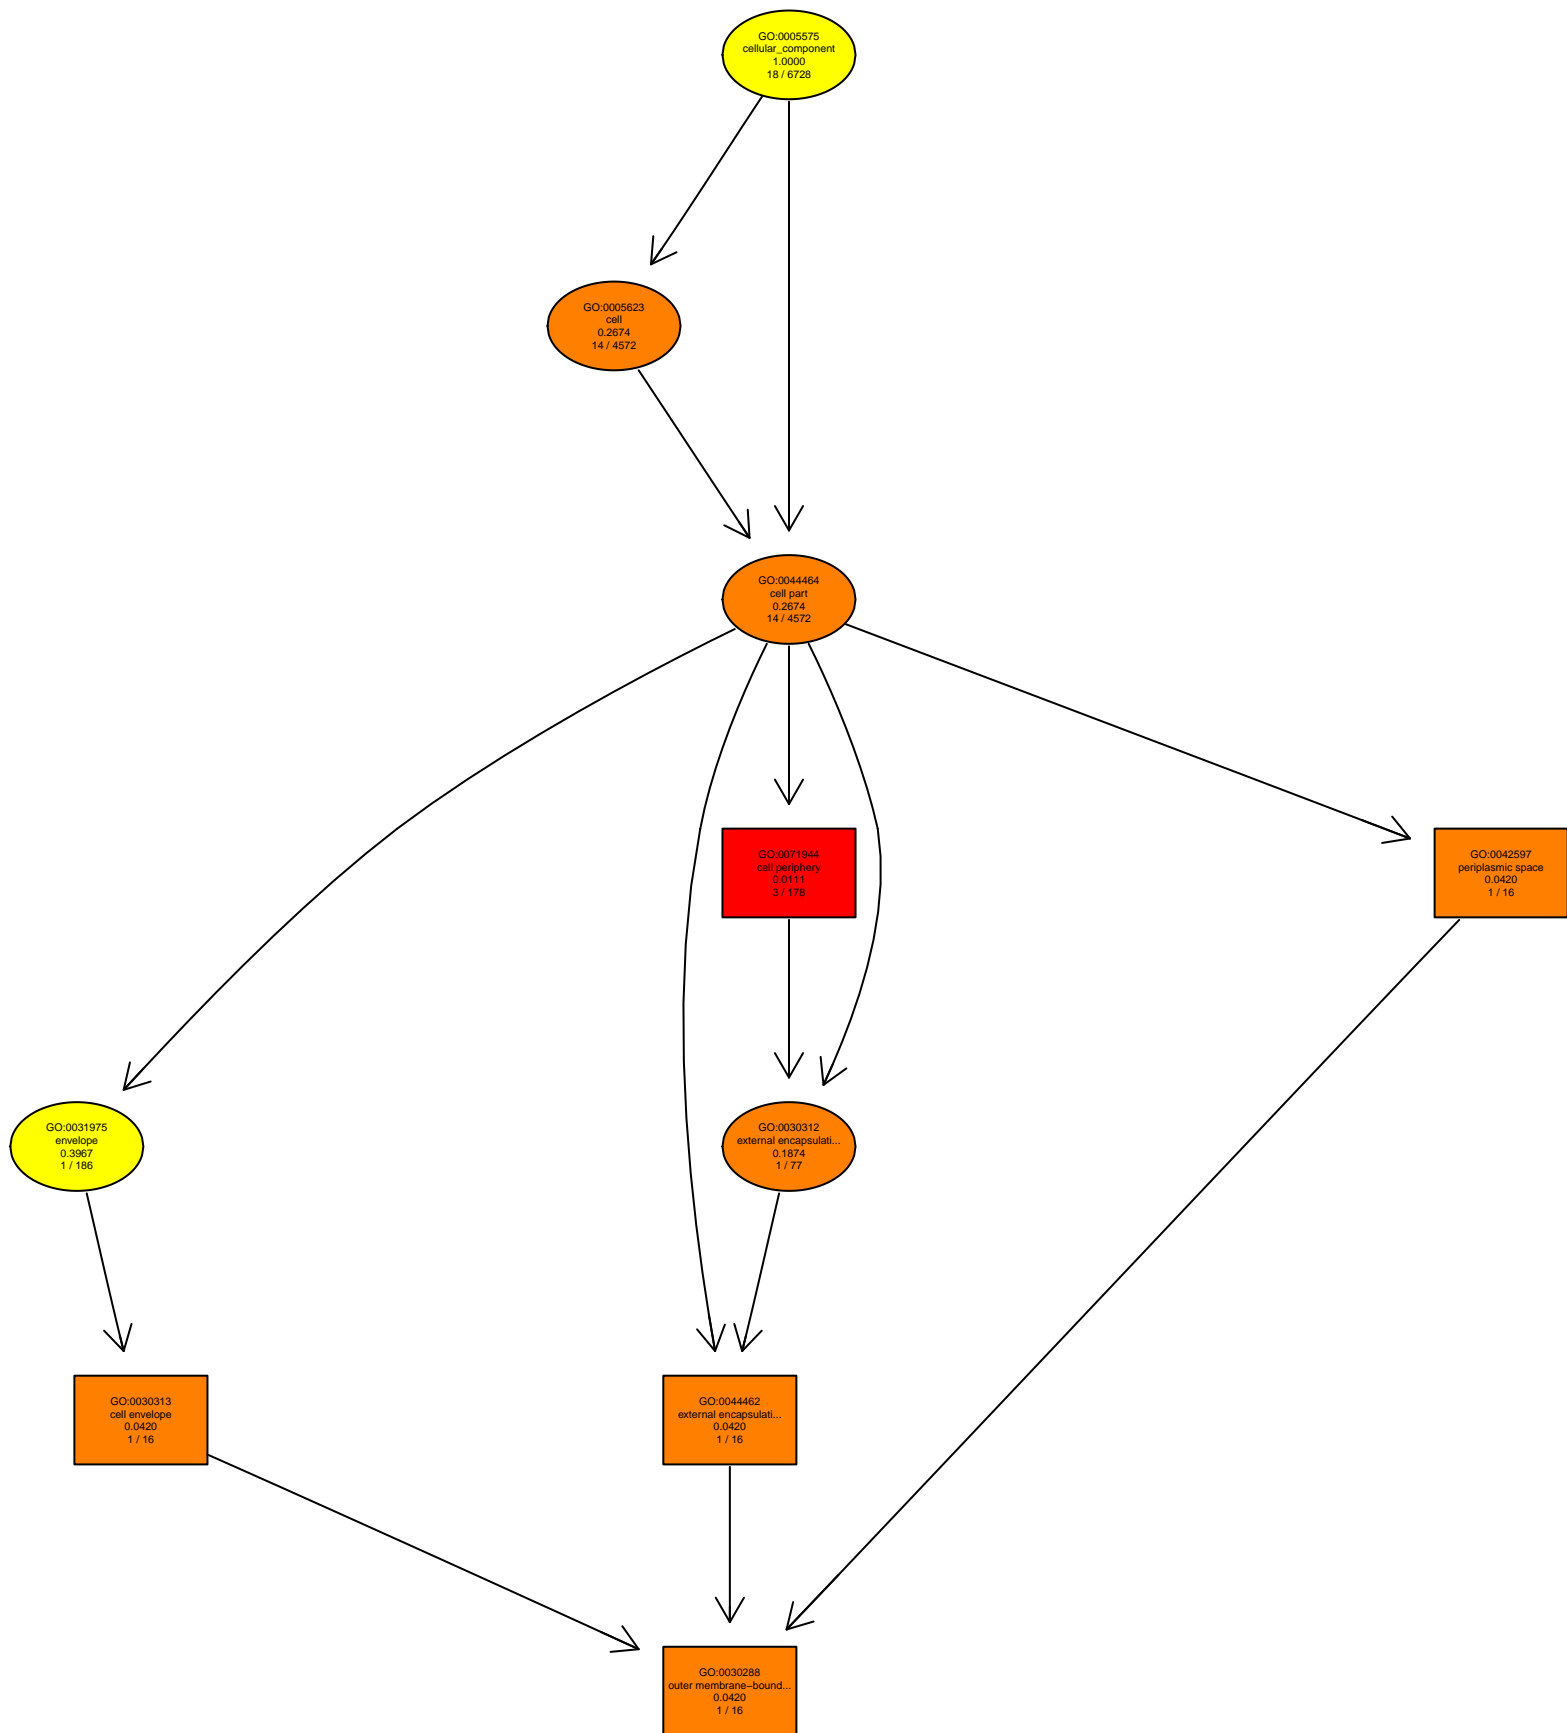 GO:0005575
cellular_component
1.0000
18 / 6728
GO:0005623
cell
0.2674
14 / 4572
GO:0044464
cell part
0.2674
14 / 4572
GO:0071944
cell periphery
0.0111
3 / 178
GO:0042597
periplasmic space
0.0420
1 / 16
GO:0031975
envelope
0.3967
1 / 186
GO:0030312
external encapsulati...
0.1874
1 / 77
GO:0030313
cell envelope
0.0420
1 / 16
GO:0044462
external encapsulati...
0.0420
1 / 16
GO:0030288
outer membrane−bound...
0.0420
1 / 16